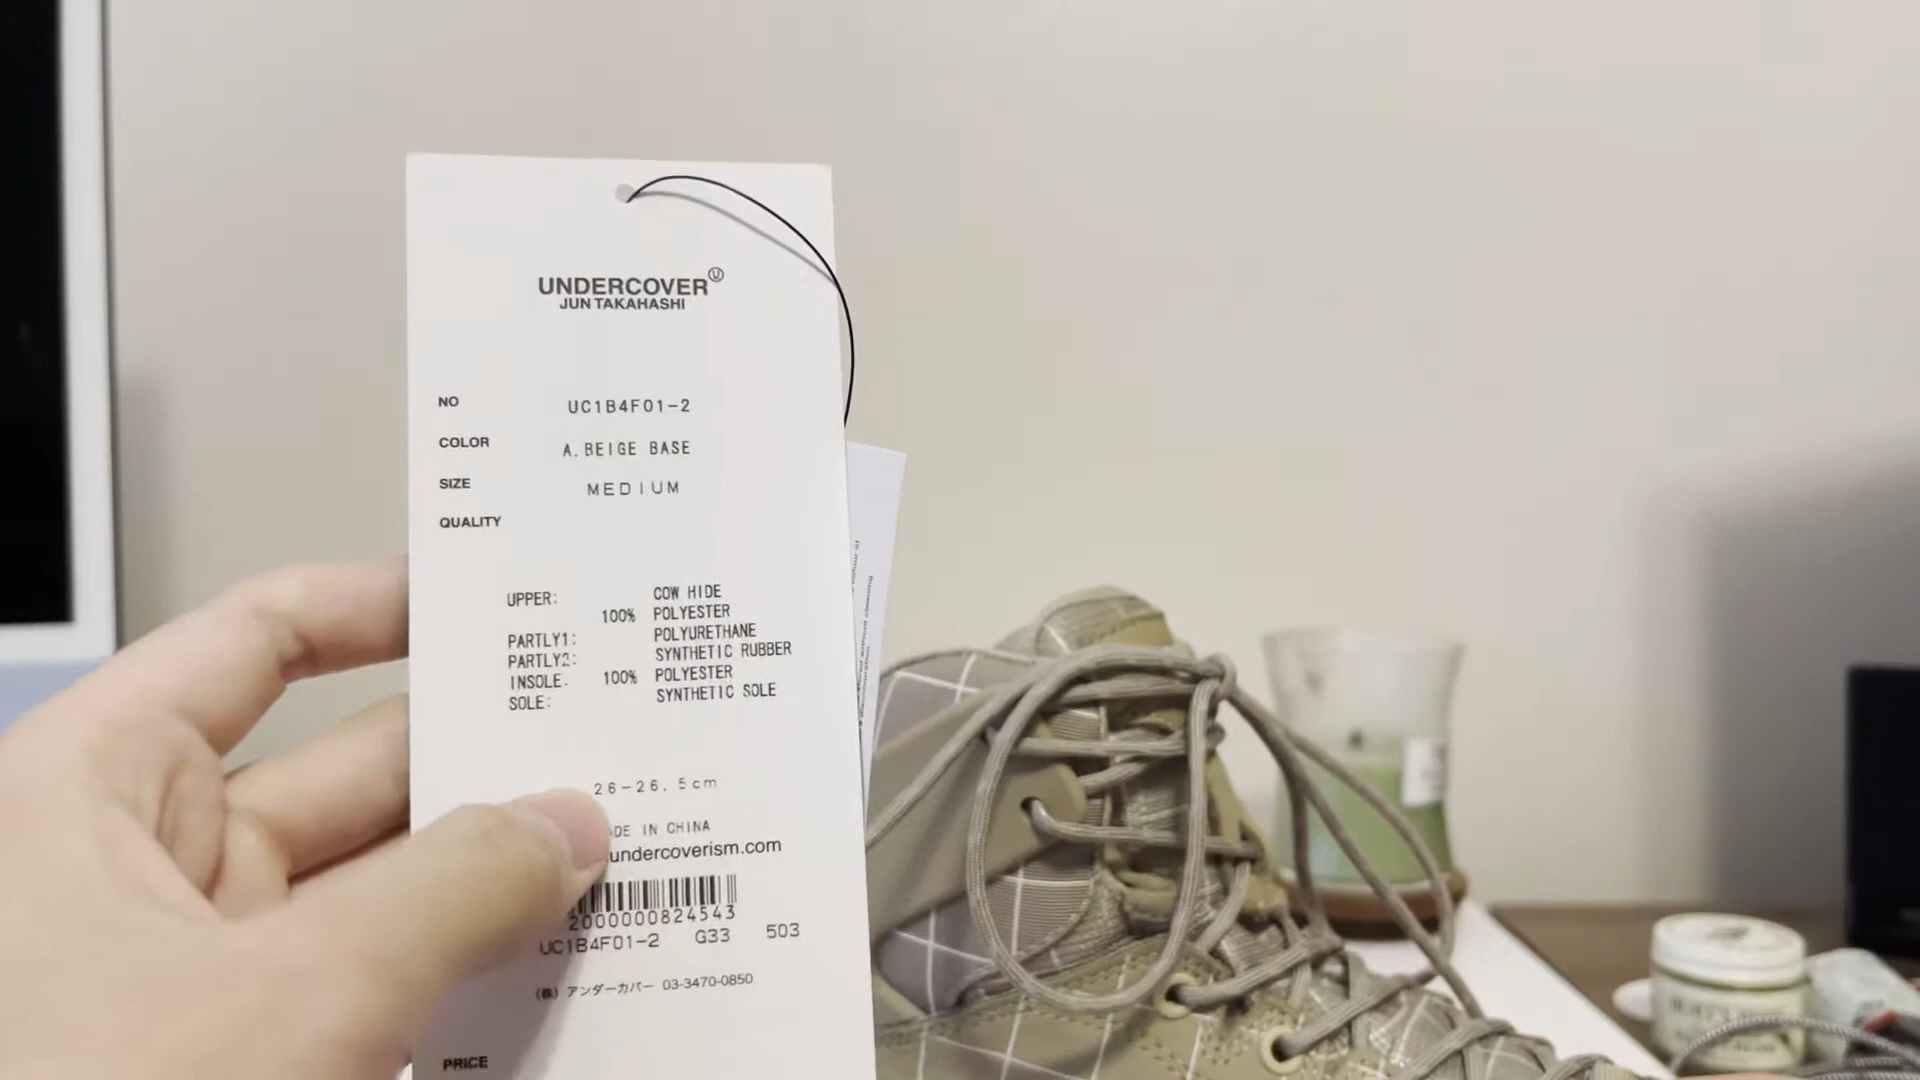 UNDERCOVER Ⓤ
JUN TAKAHASHI
NO UC1B4F01-2
COLOR A.BEIGE BASE
SIZE MEDIUM
QUALITY
UPPER: COW HIDE
100% POLYESTER
PARTLY1: POLYURETHANE
PARTLY2: SYNTHETIC RUBBER
INSOLE. 100% POLYESTER
SOLE: SYNTHETIC SOLE
26-26.5cm
DE IN CHINA
undercoverism.com
2000000824543
UC1B4F01-2 G33 503
(株) アンダーカバー 03-3470-0850
PRICE